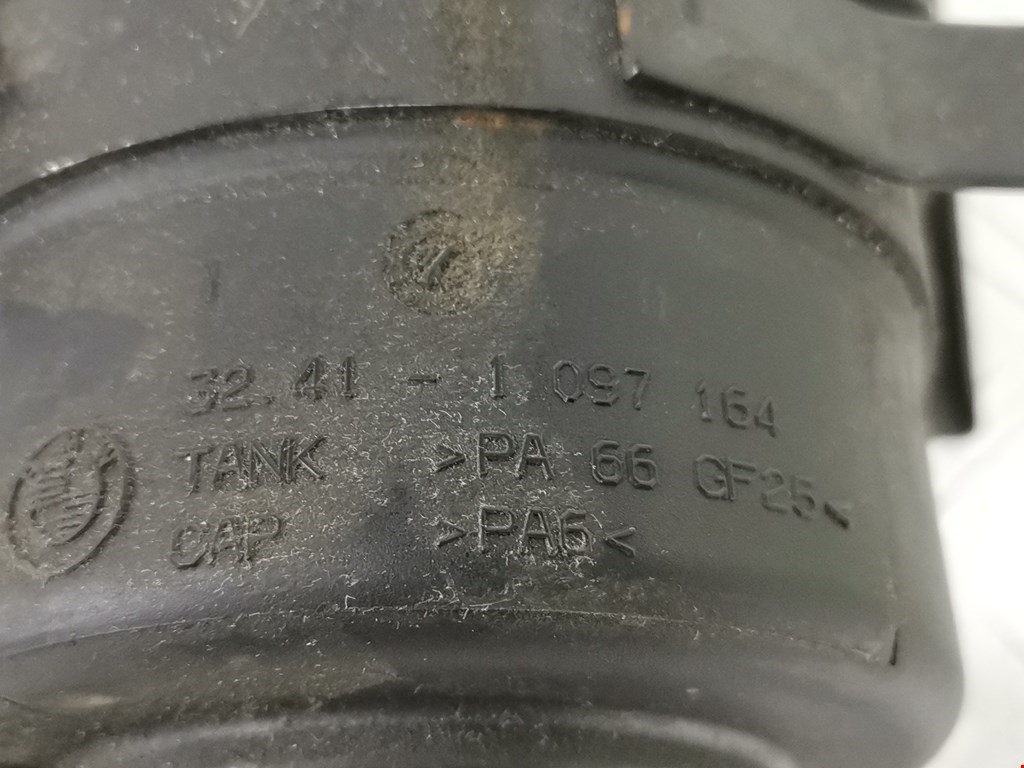 32.41 - 1 097 164
TANK >PA 66 GF25<
CAP >PA6<